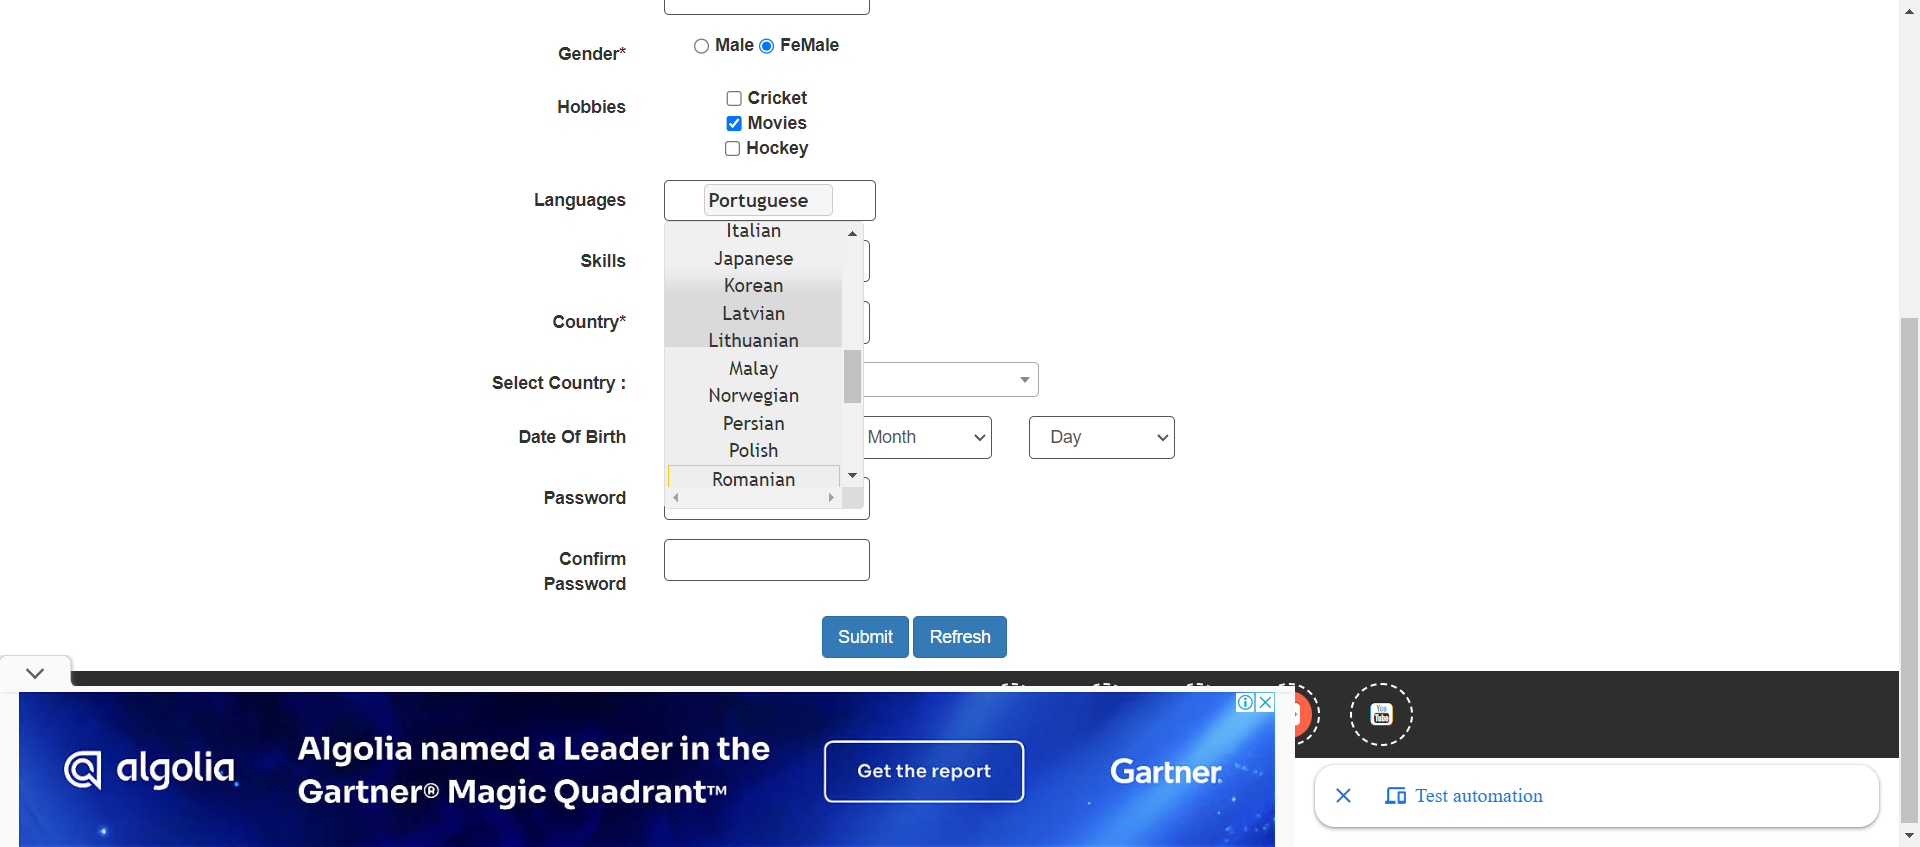 Gender*
Male FeMale
Hobbies
Cricket
Movies
Hockey
Languages
Portuguese
Italian
Japanese
Korean
Latvian
Lithuanian
Malay
Norwegian
Persian
Polish
Romanian
Skills
Country*
Select Country :
Date Of Birth
Month
Day
Password
Confirm
Password
Submit
Refresh
You
Tube
algolia
Algolia named a Leader in the
Gartner® Magic Quadrant™
Get the report
Gartner
Test automation